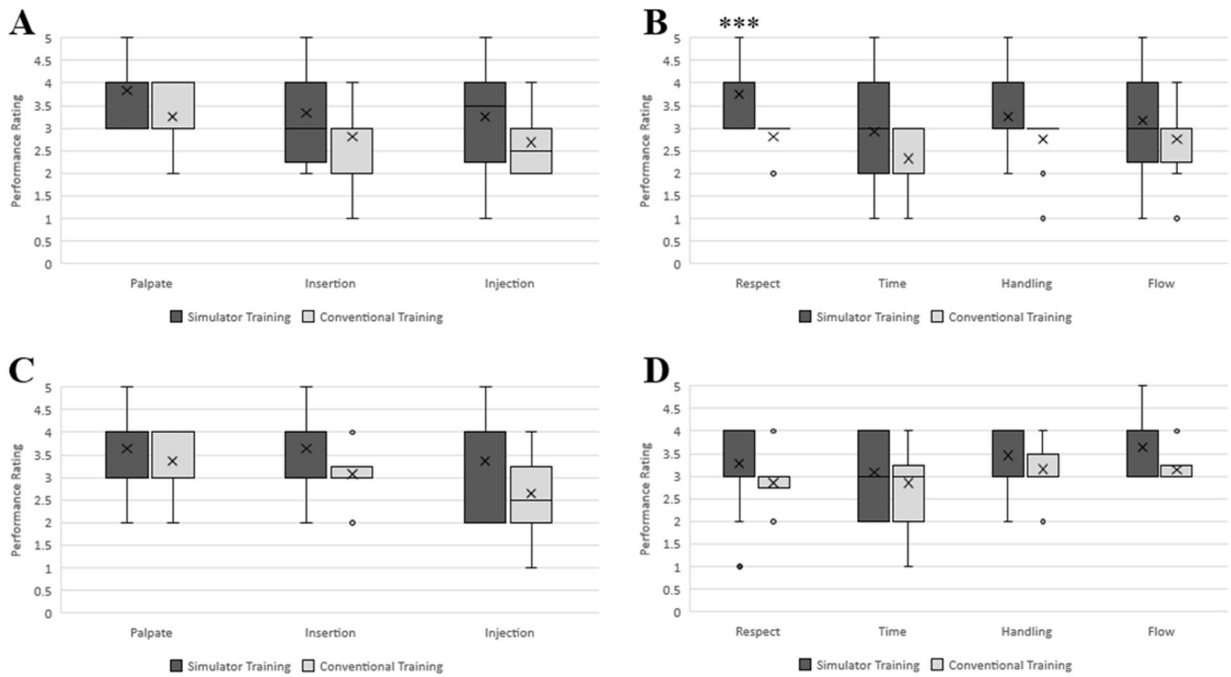 A
B
***
5
4.5
4
3.5
3
2.5
2
1.5
1
0.5
0
Performance Rating
Palpate
Insertion
Injection
Simulator Training
Conventional Training
5
4.5
4
3.5
3
2.5
2
1.5
1
0.5
0
Performance Rating
Respect
Time
Handling
Flow
Simulator Training
Conventional Training
C
D
5
4.5
4
3.5
3
2.5
2
1.5
1
0.5
0
Performance Rating
Palpate
Insertion
Injection
Simulator Training
Conventional Training
5
4.5
4
3.5
3
2.5
2
1.5
1
0.5
0
Performance Rating
Respect
Time
Handling
Flow
Simulator Training
Conventional Training